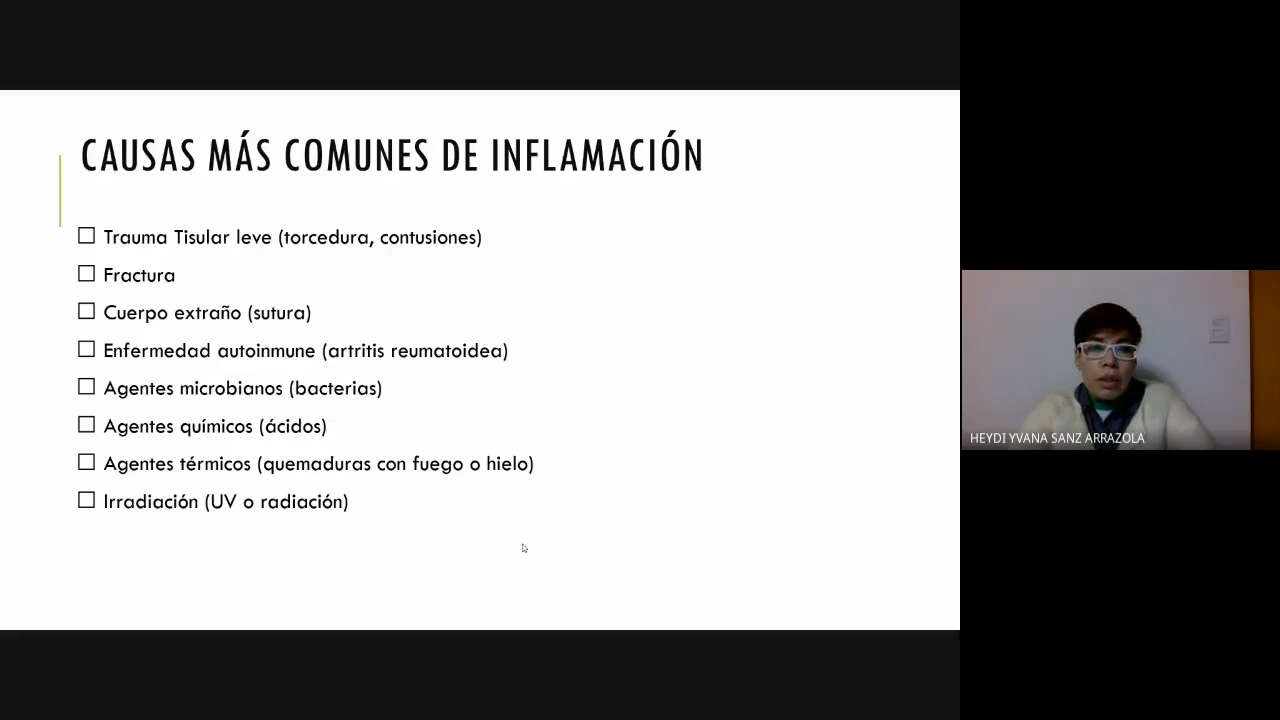 CAUSAS MÁS COMUNES DE INFLAMACIÓN
Trauma Tisular leve (torcedura, contusiones)
Fractura
Cuerpo extraño (sutura)
Enfermedad autoinmune (artritis reumatoidea)
Agentes microbianos (bacterias)
Agentes químicos (ácidos)
Agentes térmicos (quemaduras con fuego o hielo)
Irradiación (UV o radiación)
HEYDI YVANA SANZ ARRAZOLA